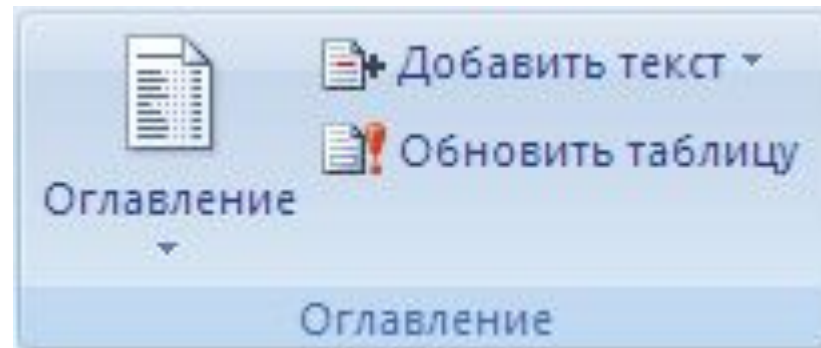 Оглавление
Добавить текст
Обновить таблицу
Оглавление